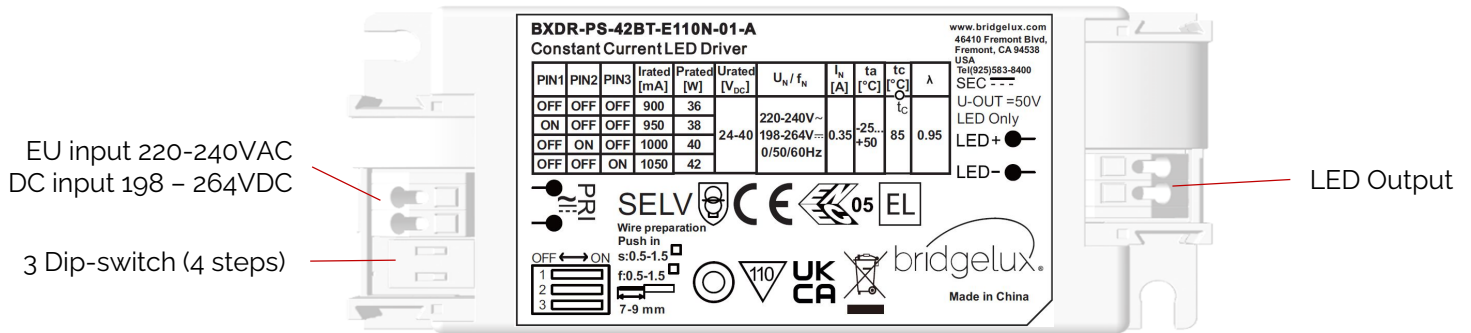 BXDR-PS-42BT-E110N-01-A
Constant Current LED Driver
www.bridgelux.com
46410 Fremont Blvd,
Fremont, CA 94538
USA
Tel(925)583-8400
PIN1 PIN2 PIN3 Irated [mA] Prated [W] Urated [VDC] UN / fN IN [A] ta [°C] tc [°C] λ
OFF OFF OFF 900 36
ON OFF OFF 950 38
OFF ON OFF 1000 40
OFF OFF ON 1050 42
24-40
220-240V~
198-264V⎓
0/50/60Hz
0.35
-25...
+50
tc
85
0.95
SEC
U-OUT =50V
LED Only
LED+
LED-
EU input 220-240VAC
DC input 198 – 264VDC
3 Dip-switch (4 steps)
LED Output
PRI
SELV
CE
05
EL
Wire preparation
Push in
s:0.5-1.5
f:0.5-1.5
7-9 mm
OFF ↔ ON
1
2
3
110
UK
CA
bridgelux.
Made in China